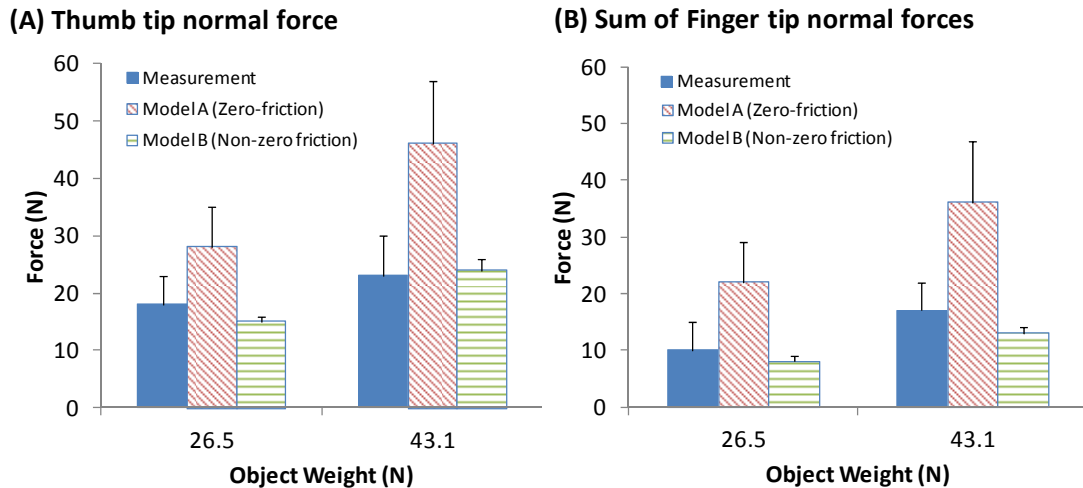 (A) Thumb tip normal force
60
50
40
30
20
10
0
Force (N)
Measurement
Model A (Zero-friction)
Model B (Non-zero friction)
26.5
43.1
Object Weight (N)
(B) Sum of Finger tip normal forces
60
50
40
30
20
10
0
Force (N)
Measurement
Model A (Zero-friction)
Model B (Non-zero friction)
26.5
43.1
Object Weight (N)